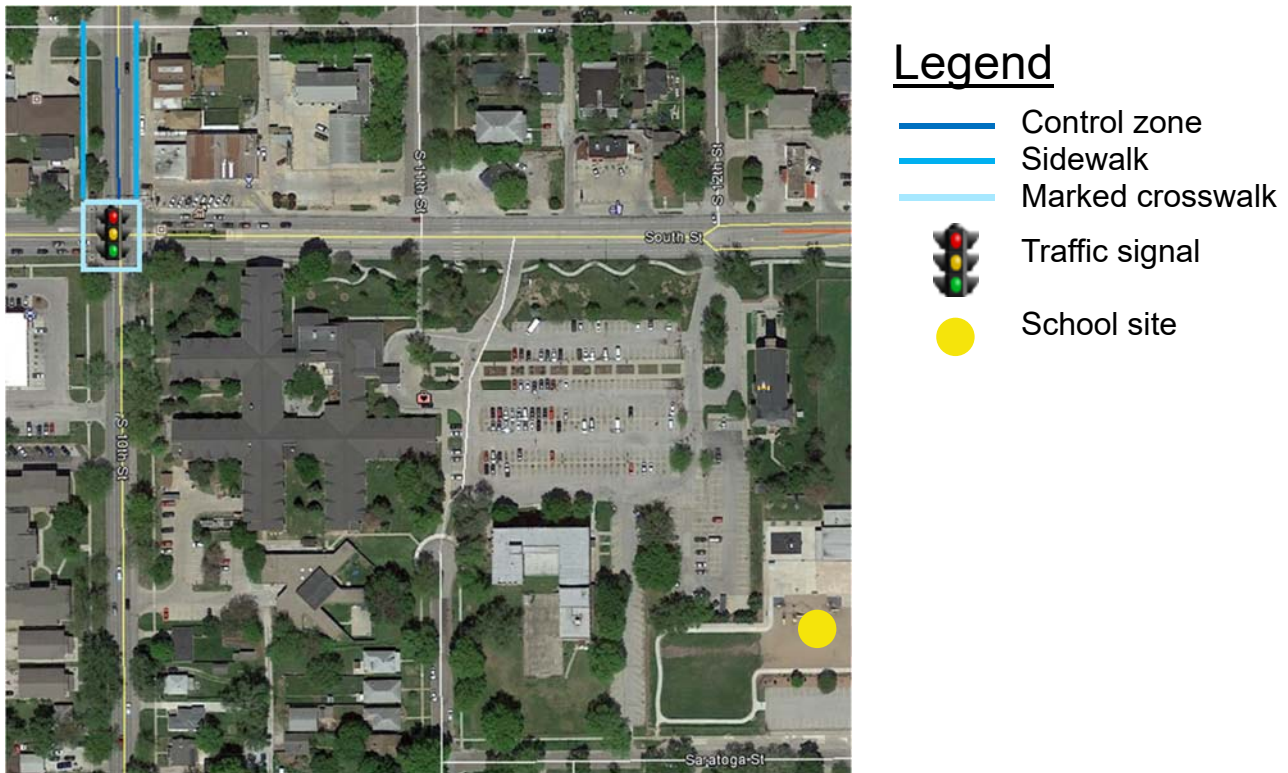 Legend
Control zone
Sidewalk
Marked crosswalk
Traffic signal
School site
S 11th St
S 12th St
South St
S 10th St
Saratoga St